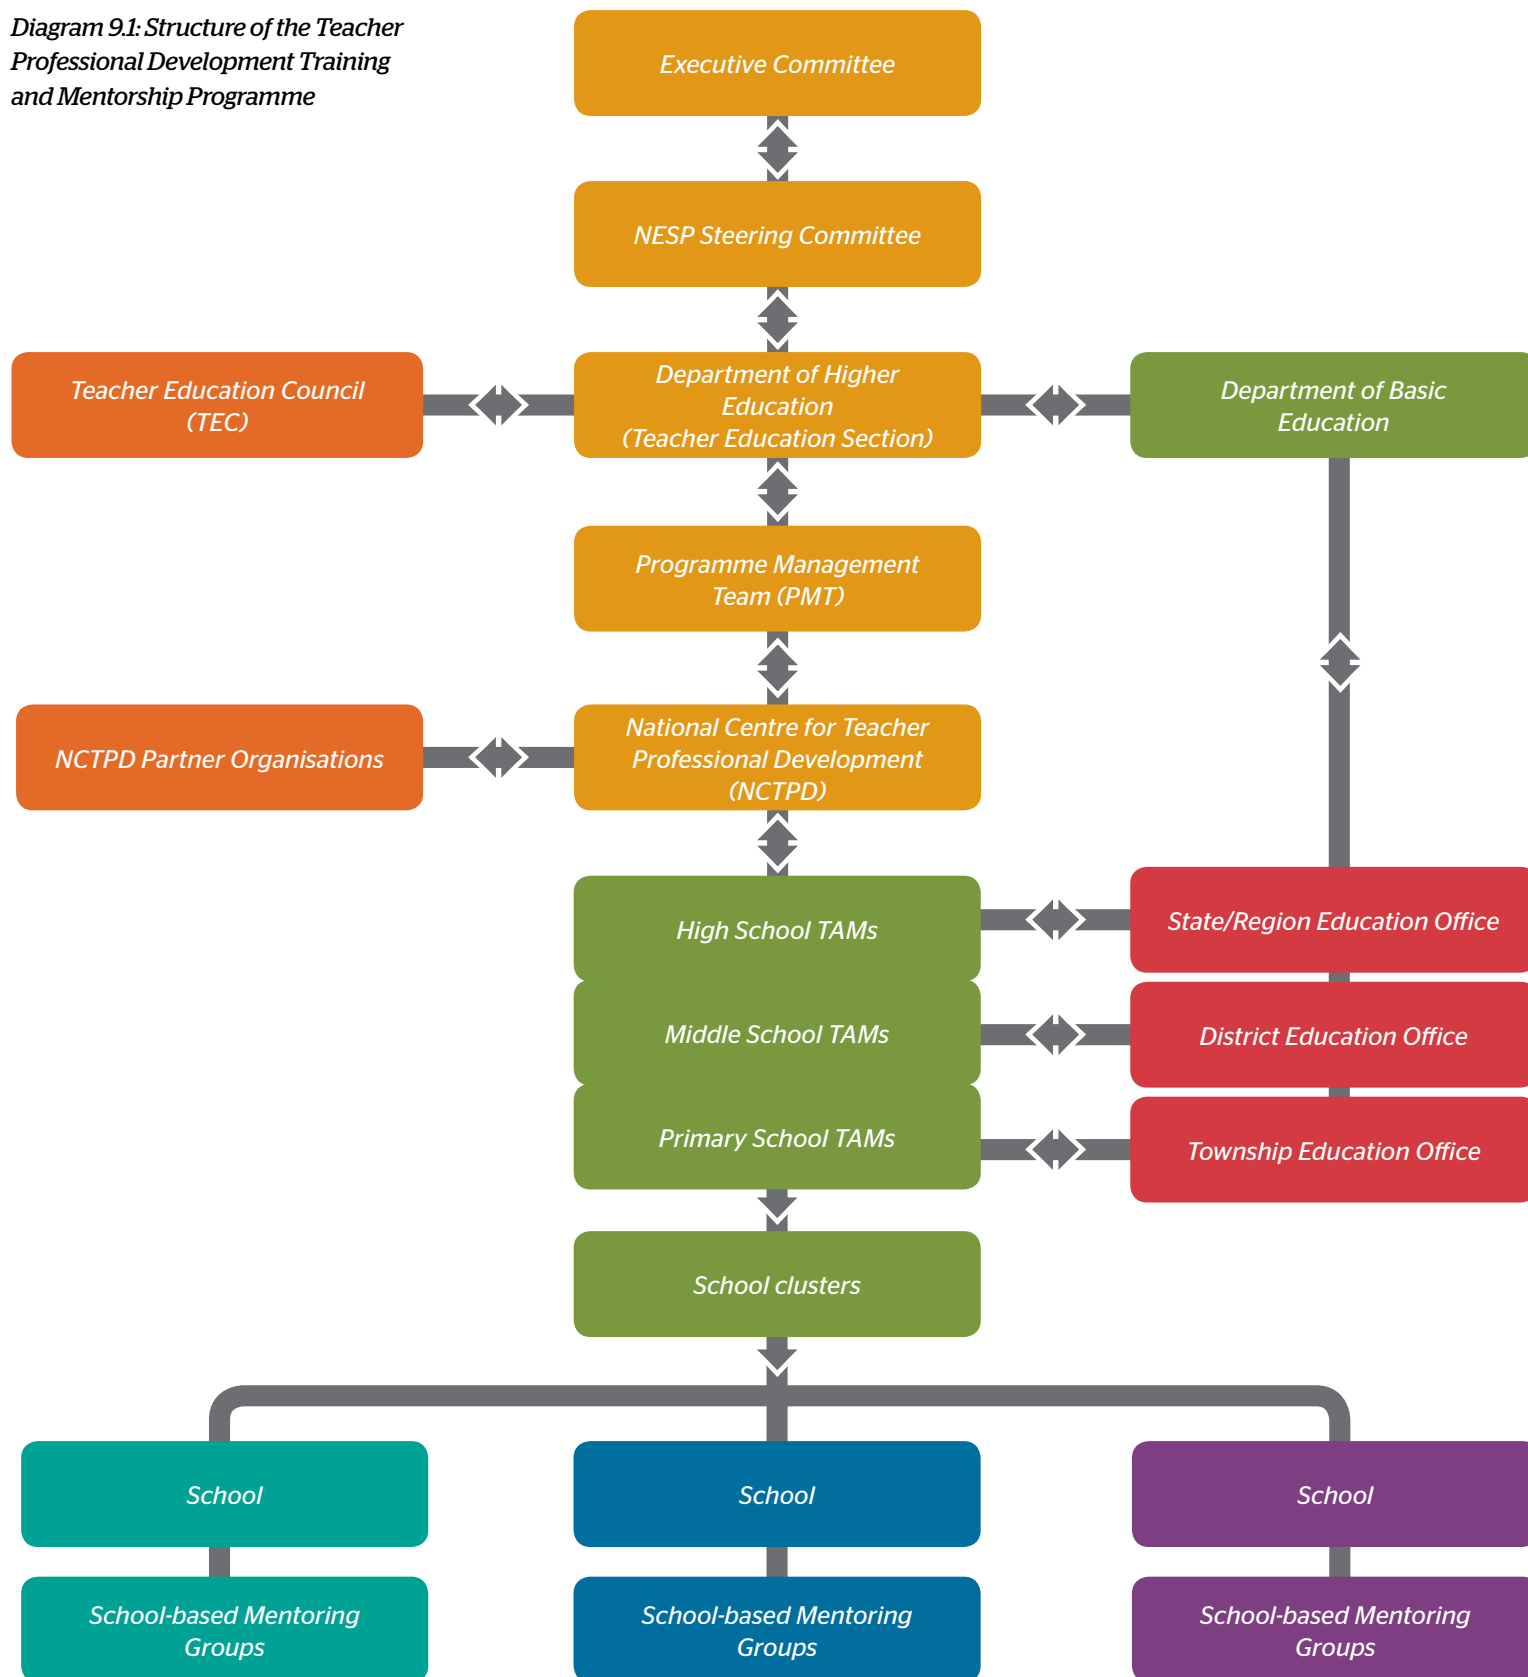 Diagram 9.1: Structure of the Teacher
Professional Development Training
and Mentorship Programme
Executive Committee
NESP Steering Committee
Teacher Education Council
(TEC)
Department of Higher
Education
(Teacher Education Section)
Department of Basic
Education
Programme Management
Team (PMT)
NCTPD Partner Organisations
National Centre for Teacher
Professional Development
(NCTPD)
High School TAMs
State/Region Education Office
Middle School TAMs
District Education Office
Primary School TAMs
Township Education Office
School clusters
School
School
School
School-based Mentoring
Groups
School-based Mentoring
Groups
School-based Mentoring
Groups